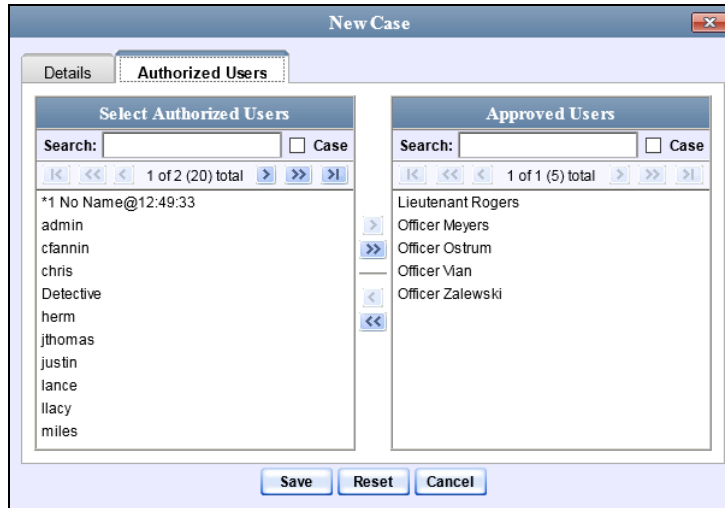 New Case
Details
Authorized Users
Select Authorized Users
Search:
Case
1 of 2 (20) total
*1 No Name@12:49:33
admin
cfannin
chris
Detective
herm
jthomas
justin
lance
llacy
miles
Approved Users
Search:
Case
1 of 1 (5) total
Lieutenant Rogers
Officer Meyers
Officer Ostrum
Officer Vian
Officer Zalewski
Save
Reset
Cancel